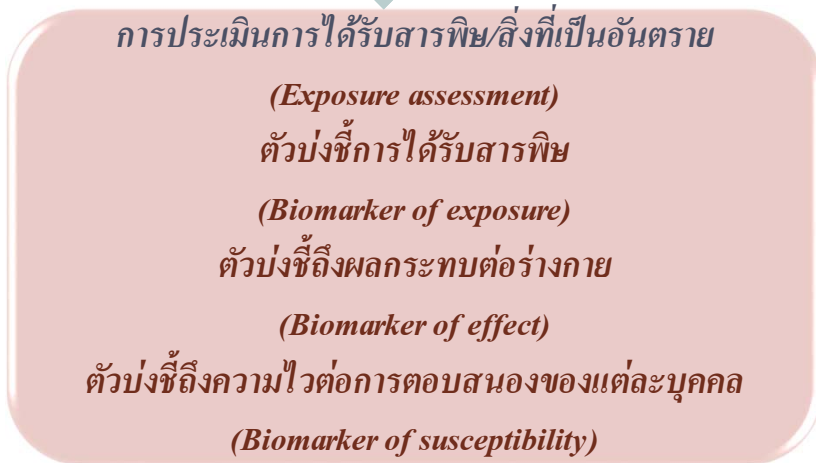 การประเมินการได้รับสารพิษ/สิ่งที่เป็นอันตราย
(Exposure assessment)
ตัวบ่งชี้การได้รับสารพิษ
(Biomarker of exposure)
ตัวบ่งชี้ถึงผลกระทบต่อร่างกาย
(Biomarker of effect)
ตัวบ่งชี้ถึงความไวต่อการตอบสนองของแต่ละบุคคล
(Biomarker of susceptibility)